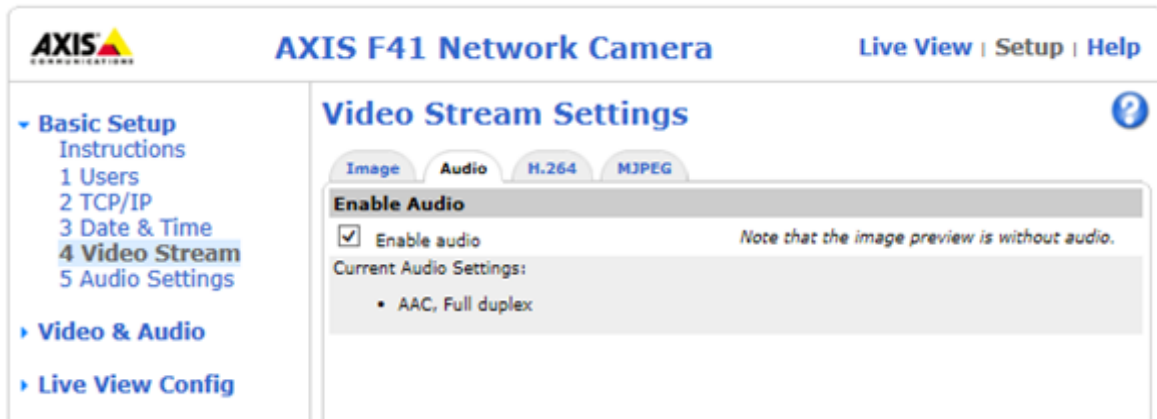 AXIS
COMMUNICATIONS
AXIS F41 Network Camera
Live View | Setup | Help
Basic Setup
Instructions
1 Users
2 TCP/IP
3 Date & Time
4 Video Stream
5 Audio Settings
Video & Audio
Live View Config
Video Stream Settings
?
Image Audio H.264 MJPEG
Enable Audio
Enable audio Note that the image preview is without audio.
Current Audio Settings:
• AAC, Full duplex